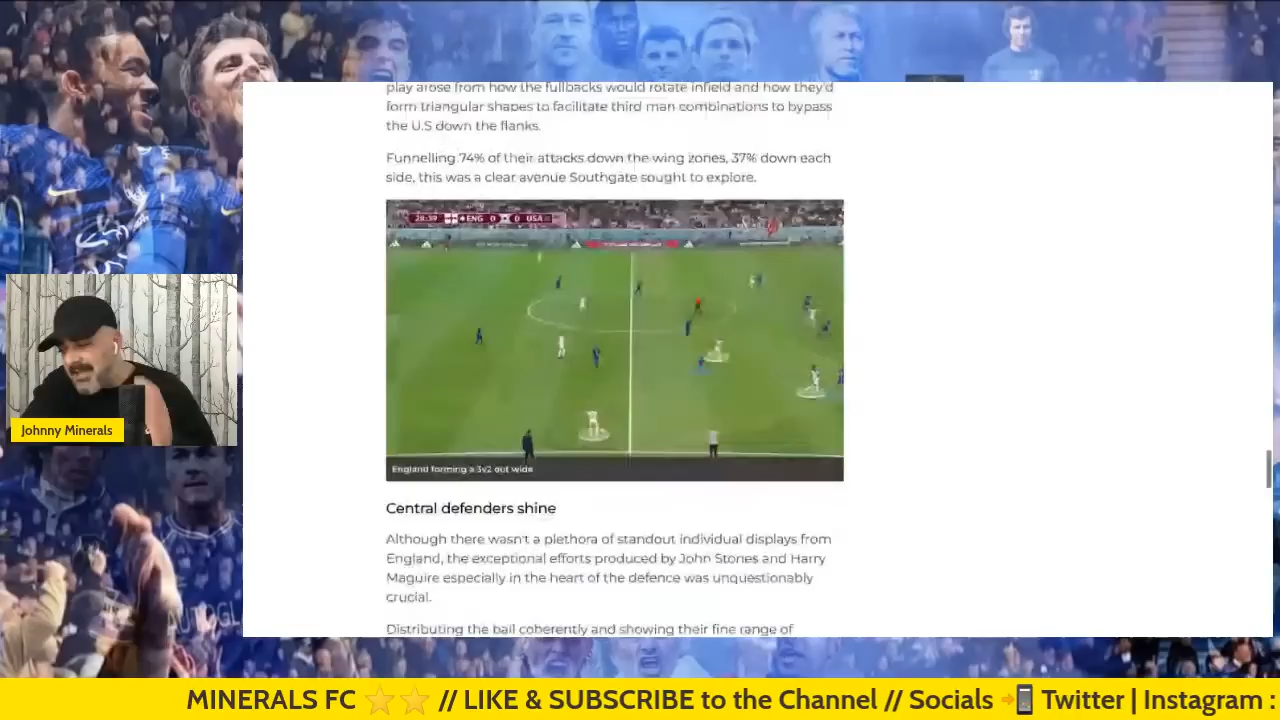 play arose from how the fullbacks would rotate infield and how they'd
form triangular shapes to facilitate third man combinations to bypass
the U.S down the flanks.
Funnelling 74% of their attacks down the wing zones, 37% down each
side, this was a clear avenue Southgate sought to explore.
28:39 ENG 0 0 USA
England forming a 3v2 out wide
Central defenders shine
Although there wasn't a plethora of standout individual displays from
England, the exceptional efforts produced by John Stones and Harry
Maguire especially in the heart of the defence was unquestionably
crucial.
Distributing the ball coherently and showing their fine range of
Johnny Minerals
MINERALS FC ⭐⭐ // LIKE & SUBSCRIBE to the Channel // Socials 📲 Twitter | Instagram :